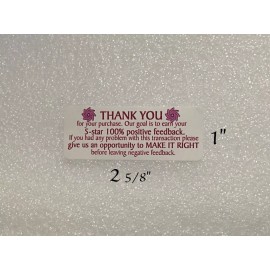 THANK YOU
for your purchase. Our goal is to earn your
5-star 100% positive feedback.
If you had any problem with this transaction please
give us an opportunity to MAKE IT RIGHT
before leaving negative feedback.
1"
2 5/8"